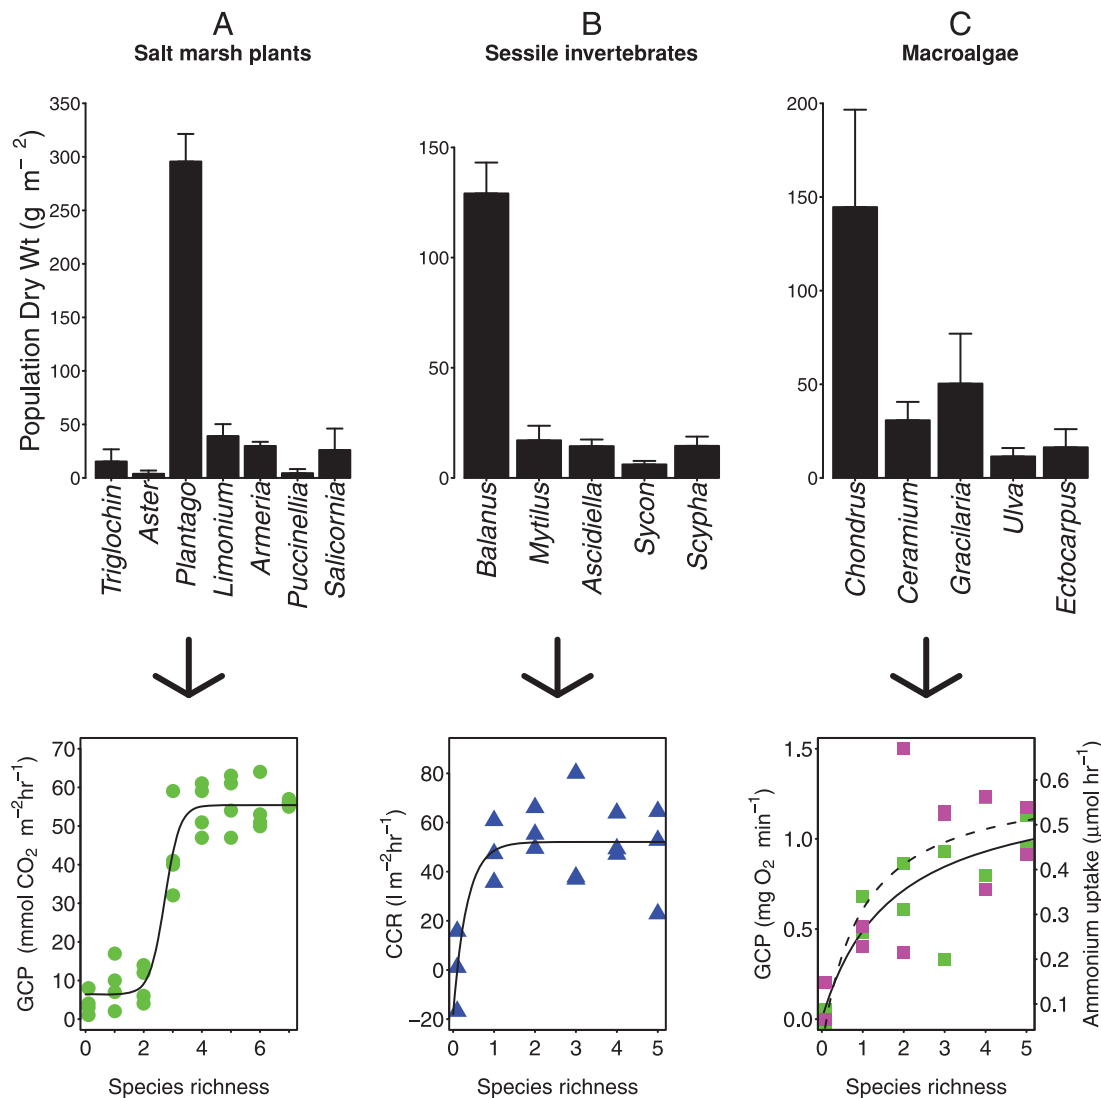 A
B
C
Salt marsh plants
Sessile invertebrates
Macroalgae
Population Dry Wt (g m⁻²)
350
300
250
200
150
100
50
0
Triglochin
Aster
Plantago
Limonium
Armeria
Puccinellia
Salicornia
150
100
50
0
Balanus
Mytilus
Ascidiella
Sycon
Scypha
200
150
100
50
0
Chondrus
Ceramium
Gracilaria
Ulva
Ectocarpus
GCP (mmol CO₂ m⁻²hr⁻¹)
70
60
50
40
30
20
10
0
0 2 4 6
Species richness
CCR (l m⁻²hr⁻¹)
80
60
40
20
0
−20
0 1 2 3 4 5
Species richness
GCP (mg O₂ min⁻¹)
1.5
1.0
0.5
0.0
0 1 2 3 4 5
Species richness
0.6
0.5
0.4
0.3
0.2
0.1
Ammonium uptake (μmol hr⁻¹)